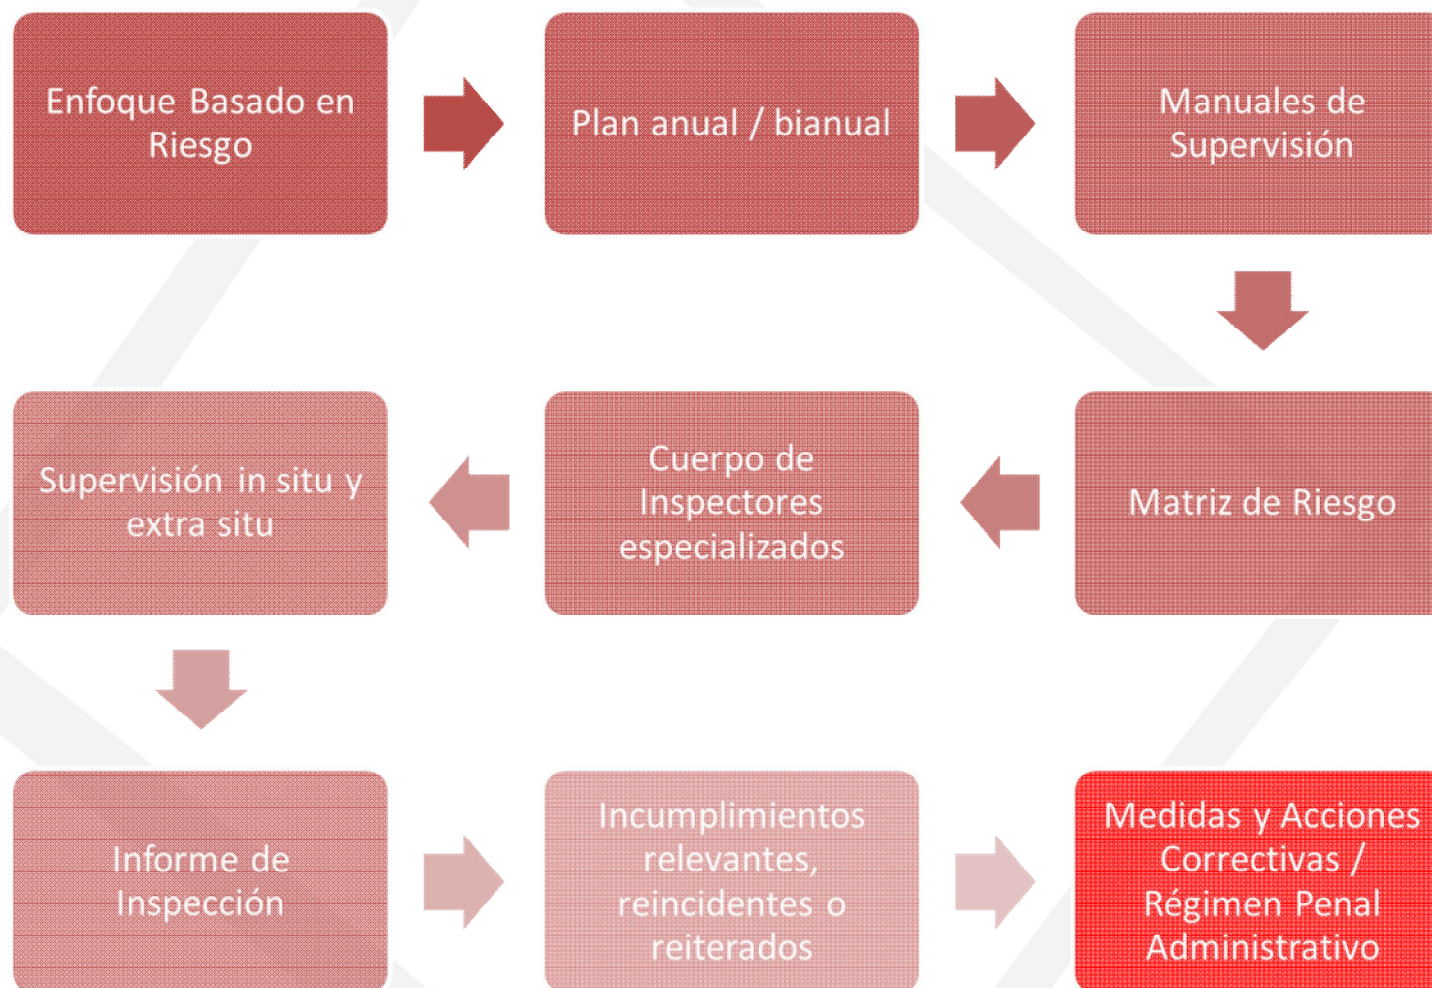 Enfoque Basado en
Riesgo
Plan anual / bianual
Manuales de
Supervisión
Matriz de Riesgo
Cuerpo de
Inspectores
especializados
Supervisión in situ y
extra situ
Informe de
Inspección
Incumplimientos
relevantes,
reincidentes o
reiterados
Medidas y Acciones
Correctivas /
Régimen Penal
Administrativo